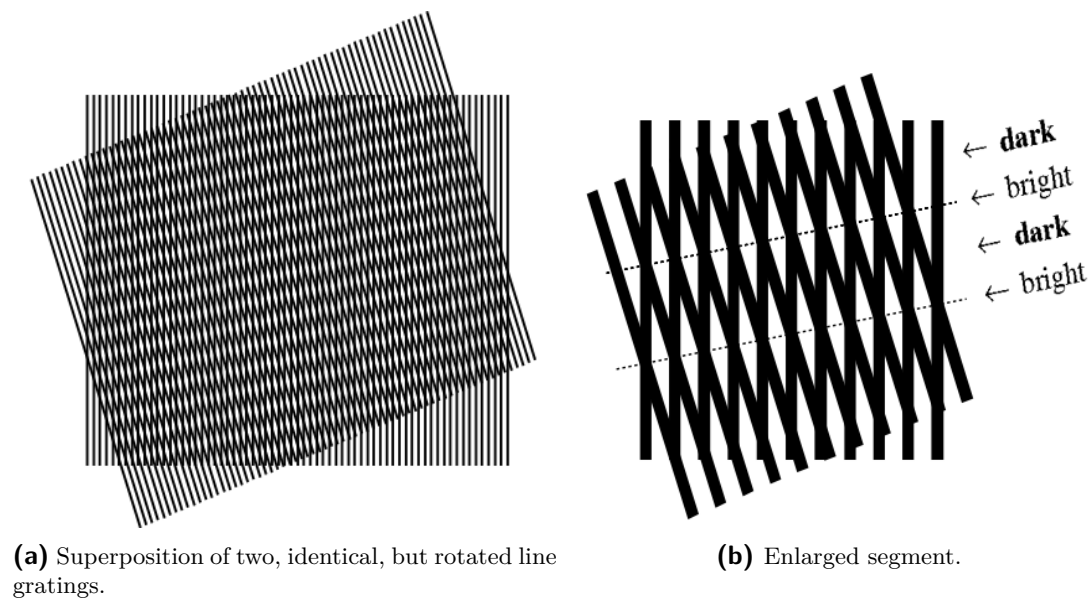 ← dark
← bright
← dark
← bright
(a) Superposition of two, identical, but rotated line
gratings.
(b) Enlarged segment.